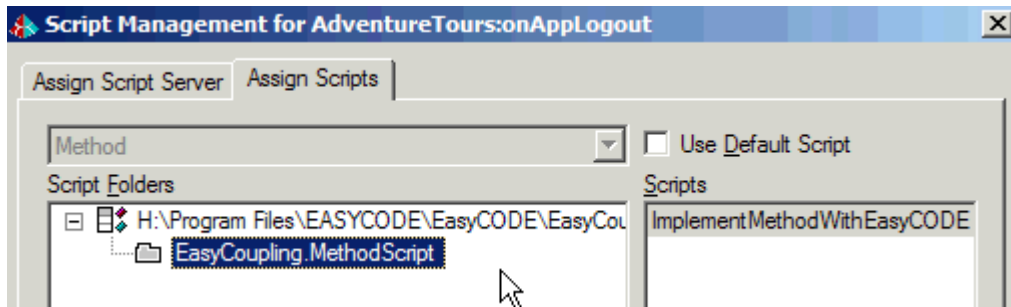 Script Management for AdventureTours:onAppLogout
Assign Script Server Assign Scripts
Method Use Default Script
Script Folders Scripts
H:\Program Files\EASYCODE\EasyCODE\EasyCou ImplementMethodWithEasyCODE
EasyCoupling.MethodScript